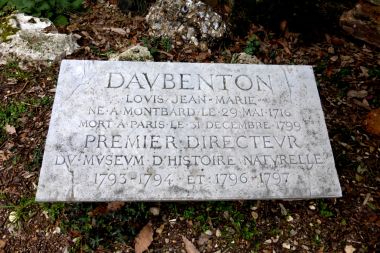 DAVBENTON
LOVIS JEAN-MARIE
NE A MONTBARD LE 29 MAI 1716
MORT A PARIS LE 31 DECEMBRE 1799
PREMIER DIRECTEVR
DV MVSEVM D'HISTOIRE NATVRELLE
1793-1794 ET 1796-1797